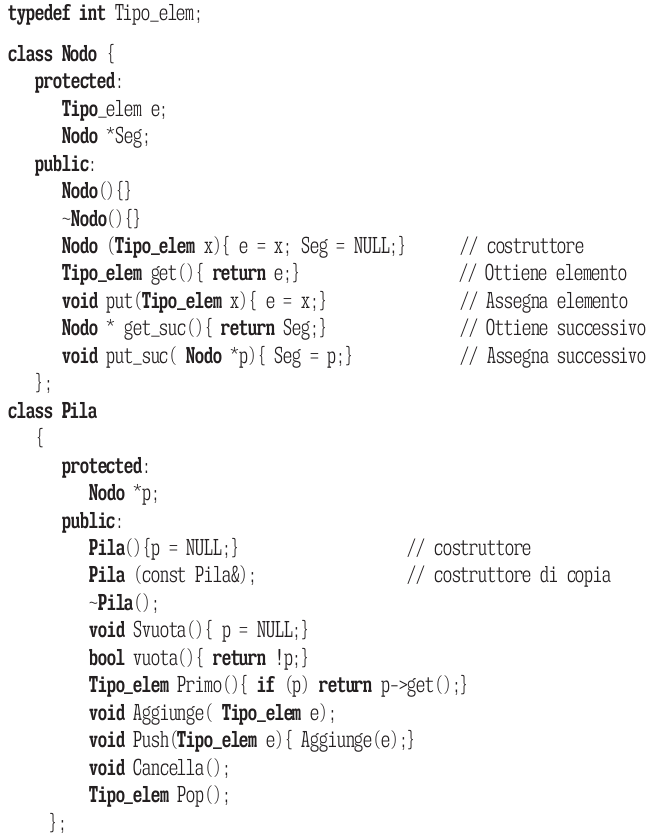 typedef int Tipo_elem;
class Nodo {
protected:
Tipo_elem e;
Nodo *Seg;
public:
Nodo(){}
~Nodo(){}
Nodo (Tipo_elem x){ e = x; Seg = NULL;} // costruttore
Tipo_elem get(){ return e;} // Ottiene elemento
void put(Tipo_elem x){ e = x;} // Assegna elemento
Nodo * get_suc(){ return Seg;} // Ottiene successivo
void put_suc( Nodo *p){ Seg = p;} // Assegna successivo
};
class Pila
{
protected:
Nodo *p;
public:
Pila(){p = NULL;} // costruttore
Pila (const Pila&); // costruttore di copia
~Pila();
void Svuota(){ p = NULL;}
bool vuota(){ return !p;}
Tipo_elem Primo(){ if (p) return p->get();}
void Aggiunge( Tipo_elem e);
void Push(Tipo_elem e){ Aggiunge(e);}
void Cancella();
Tipo_elem Pop();
};